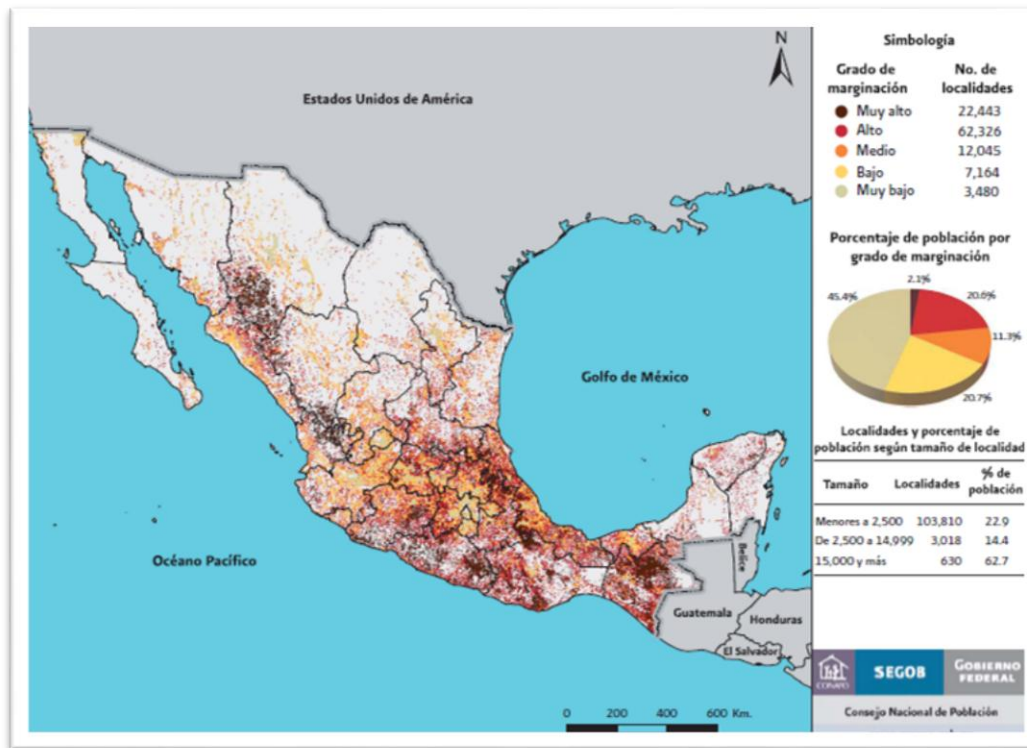 N
Estados Unidos de América
Golfo de México
Océano Pacífico
Belice
Guatemala
Honduras
El Salvador
0 200 400 600 Km.
Simbología
Grado de marginación No. de localidades
Muy alto 22,443
Alto 62,326
Medio 12,045
Bajo 7,164
Muy bajo 3,480
Porcentaje de población por
grado de marginación
2.1%
45.4%
20.6%
11.3%
20.7%
Localidades y porcentaje de
población según tamaño de localidad
Tamaño Localidades % de población
Menores a 2,500 103,810 22.9
De 2,500 a 14,999 3,018 14.4
15,000 y más 630 62.7
CONAPO
SEGOB
GOBIERNO
FEDERAL
Consejo Nacional de Población